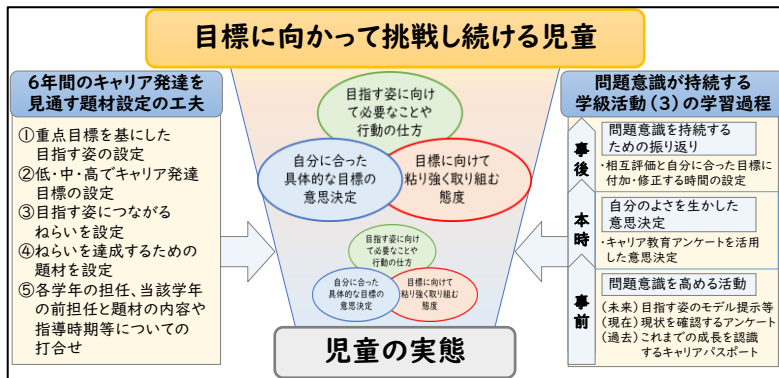 目標に向かって挑戦し続ける児童
6年間のキャリア発達を
見通す題材設定の工夫
①重点目標を基にした
目指す姿の設定
②低・中・高でキャリア発達
目標の設定
③目指す姿につながる
ねらいを設定
④ねらいを達成するための
題材を設定
⑤各学年の担任、当該学年
の前担任と題材の内容や
指導時期等についての
打合せ
目指す姿に向け
て必要なことや
行動の仕方
自分に合った
具体的な目標の
意思決定
目標に向けて
粘り強く取り組む
態度
目指す姿に向け
て必要なことや
行動の仕方
自分に合った
具体的な目標の
意思決定
目標に向けて
粘り強く取り組む
態度
児童の実態
問題意識が持続する
学級活動(3)の学習過程
事後
問題意識を持続する
ための振り返り
・相互評価と自分に合った目標に
付加・修正する時間の設定
本時
自分のよさを生かした
意思決定
・キャリア教育アンケートを活用
した意思決定
事前
問題意識を高める活動
(未来)目指す姿のモデル提示等
(現在)現状を確認するアンケート
(過去)これまでの成長を認識
するキャリアパスポート